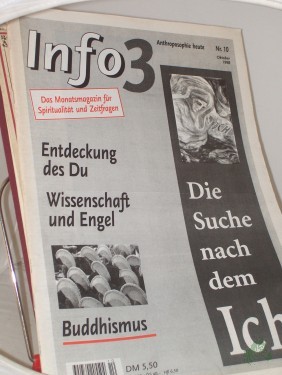 Info3
Anthroposophie heute
Nr. 10
Oktober
Das Monatsmagazin für
Spiritualität und Zeitfragen
Entdeckung
des Du
Wissenschaft
und Engel
Buddhismus
Die
Suche
nach
dem
Ich
DM 5,50